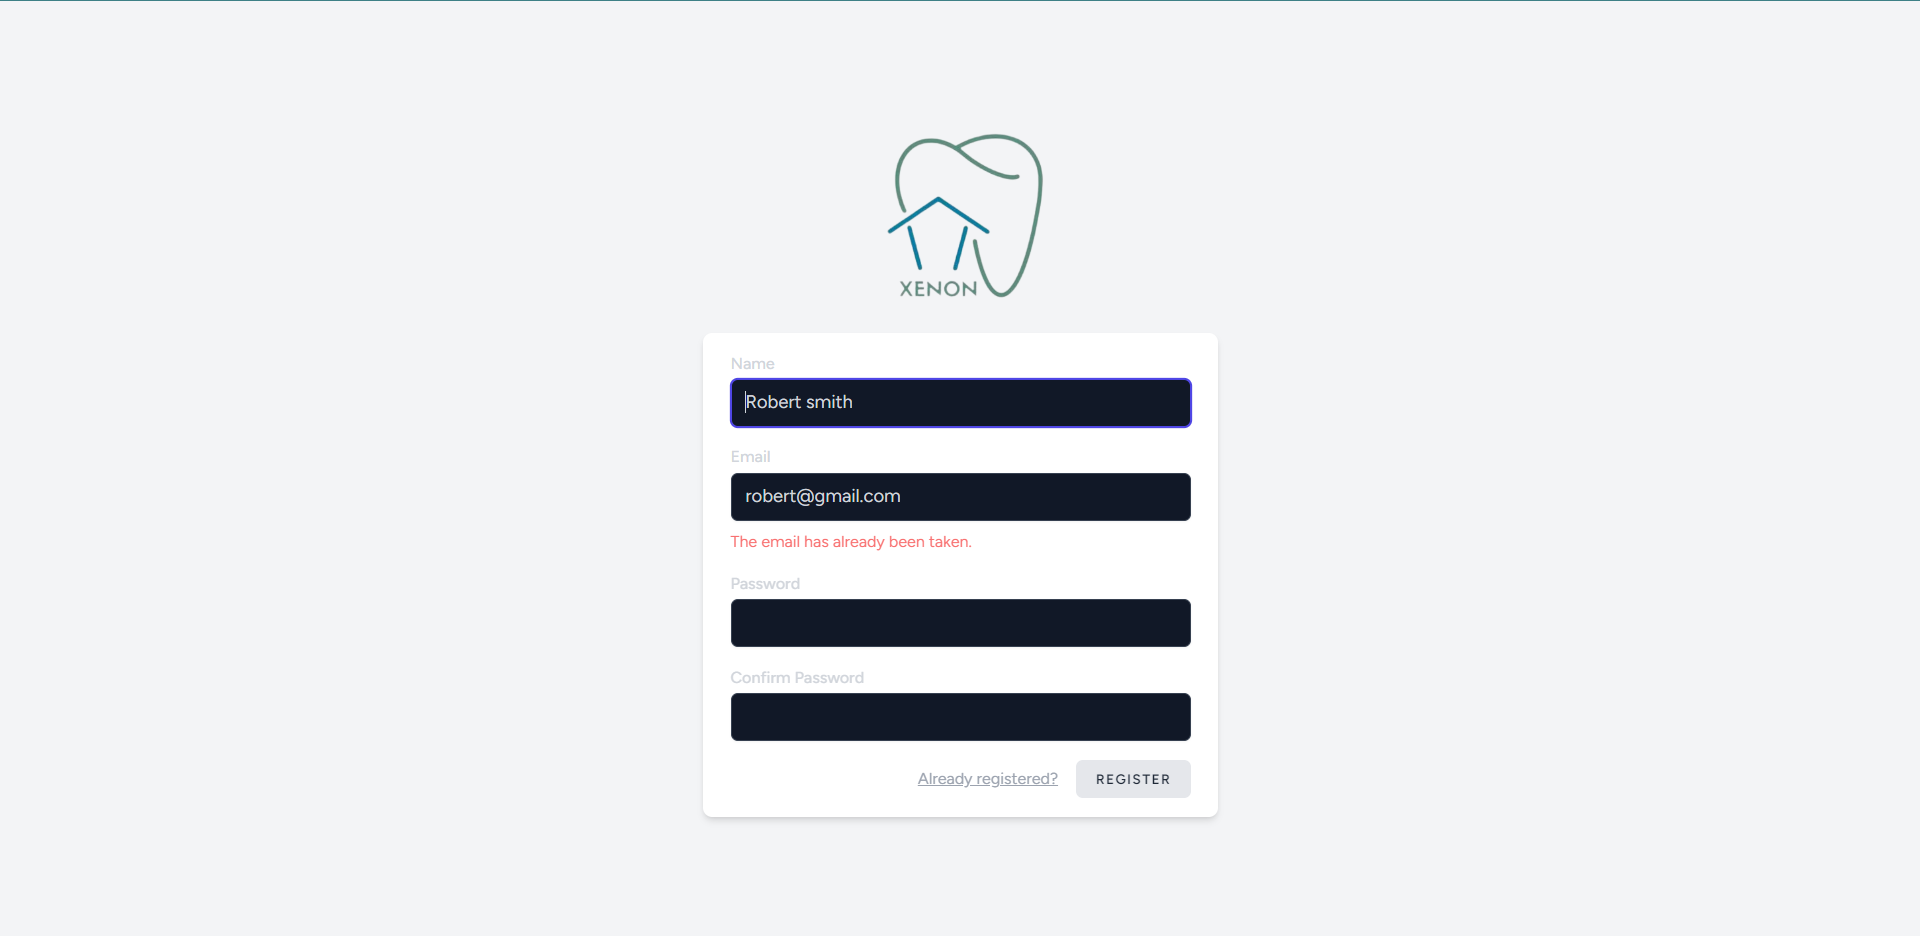 XENON
Name
Robert smith
Email
robert@gmail.com
The email has already been taken.
Password
Confirm Password
Already registered?
REGISTER